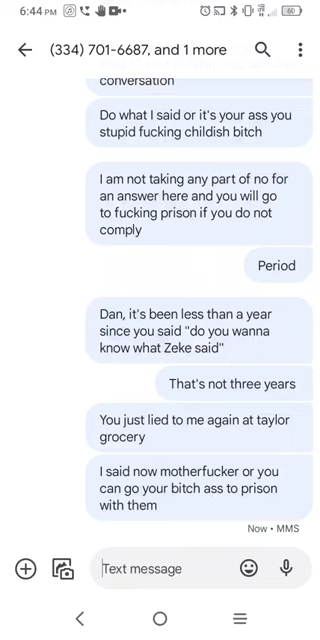 6:44 PM
60
(334) 701-6687, and 1 more
conversation
Do what I said or it's your ass you
stupid fucking childish bitch
I am not taking any part of no for
an answer here and you will go
to fucking prison if you do not
comply
Period
Dan, it's been less than a year
since you said "do you wanna
know what Zeke said"
That's not three years
You just lied to me again at taylor
grocery
I said now motherfucker or you
can go your bitch ass to prison
with them
Now • MMS
Text message